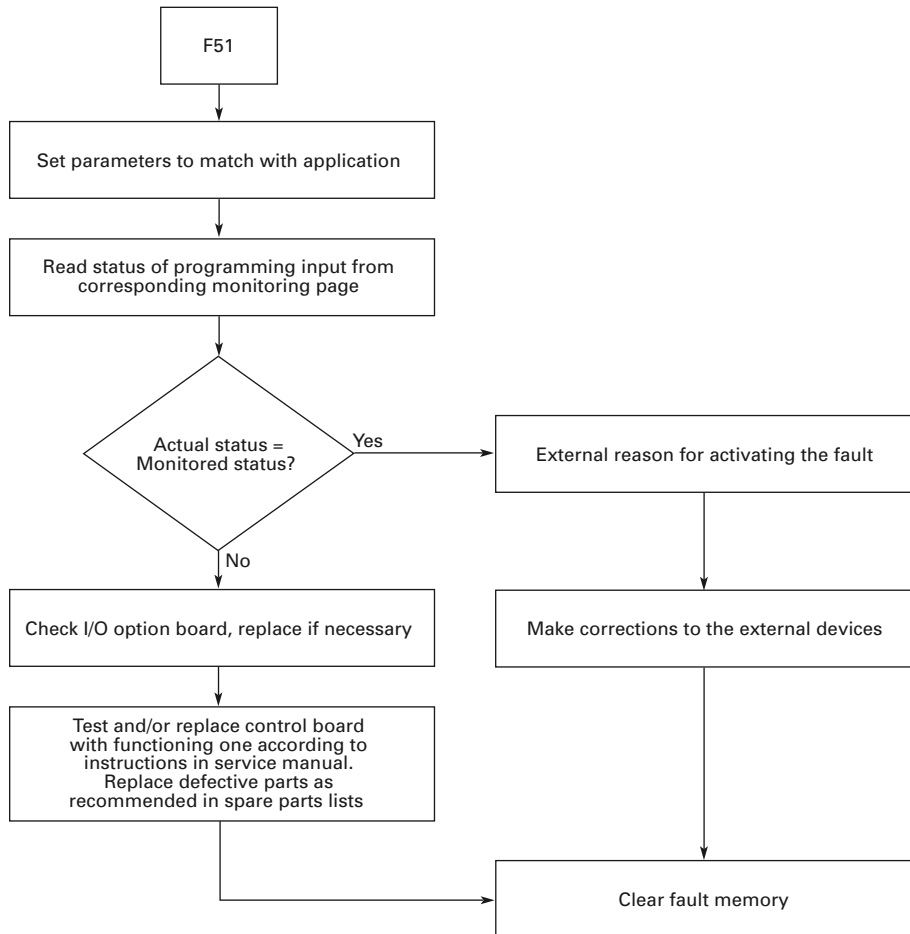 F51
Set parameters to match with application
Read status of programming input from
corresponding monitoring page
Actual status =
Monitored status?
Yes
External reason for activating the fault
No
Check I/O option board, replace if necessary
Make corrections to the external devices
Test and/or replace control board
with functioning one according to
instructions in service manual.
Replace defective parts as
recommended in spare parts lists
Clear fault memory